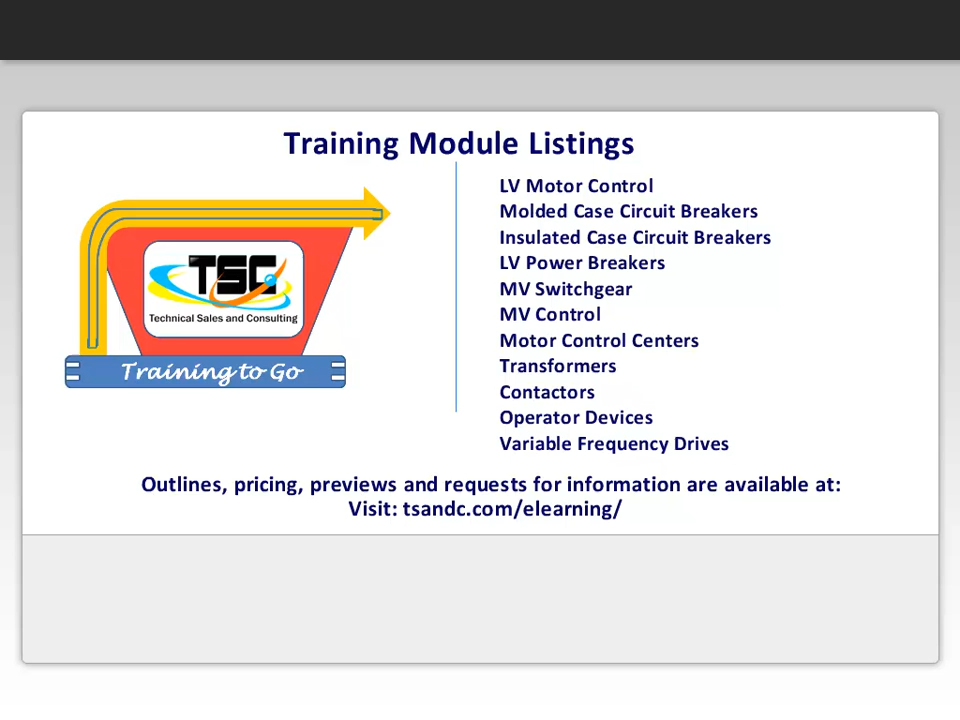 Training Module Listings
TSC
Technical Sales and Consulting
Training to Go
LV Motor Control
Molded Case Circuit Breakers
Insulated Case Circuit Breakers
LV Power Breakers
MV Switchgear
MV Control
Motor Control Centers
Transformers
Contactors
Operator Devices
Variable Frequency Drives
Outlines, pricing, previews and requests for information are available at:
Visit: tsandc.com/elearning/